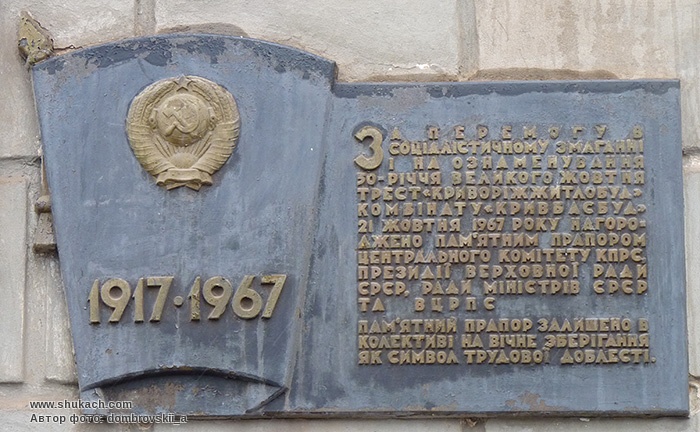 1917·1967
ЗА ПЕРЕМОГУ В
СОЦІАЛІСТИЧНОМУ ЗМАГАННІ
І НА ОЗНАМЕНУВАННЯ
50-РІЧЧЯ ВЕЛИКОГО ЖОВТНЯ
ТРЕСТ «КРИВОРІЖЖИТЛОБУД»
КОМБІНАТУ «КРИВБАСБУД»
21 ЖОВТНЯ 1967 РОКУ НАГОРО-
ДЖЕНО ПАМ'ЯТНИМ ПРАПОРОМ
ЦЕНТРАЛЬНОГО КОМІТЕТУ КПРС,
ПРЕЗИДІЇ ВЕРХОВНОЇ РАДИ
СРСР, РАДИ МІНІСТРІВ СРСР
ТА ВЦРПС
ПАМ'ЯТНИЙ ПРАПОР ЗАЛИШЕНО В
КОЛЕКТИВІ НА ВІЧНЕ ЗБЕРІГАННЯ
ЯК СИМВОЛ ТРУДОВОЇ ДОБЛЕСТІ.
www.shukach.com
Автор фото: dombrovskii_a